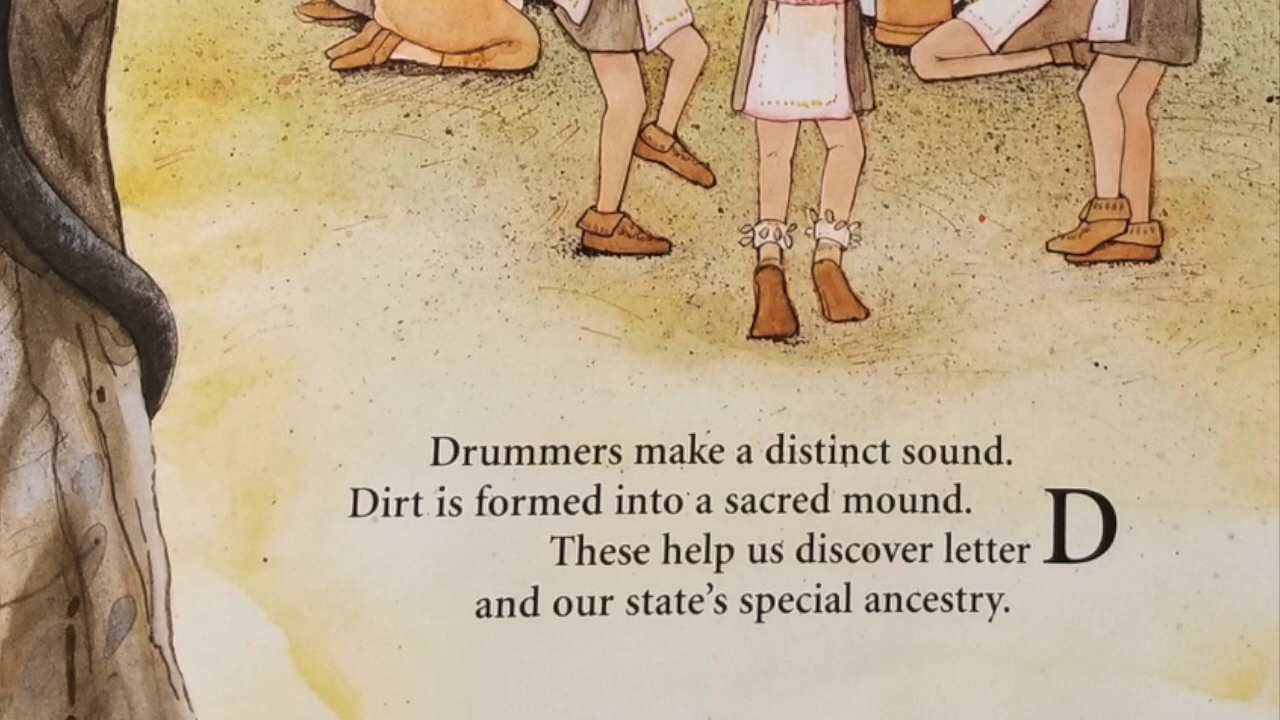 Drummers make a distinct sound.
Dirt is formed into a sacred mound.
These help us discover letter D
and our state's special ancestry.